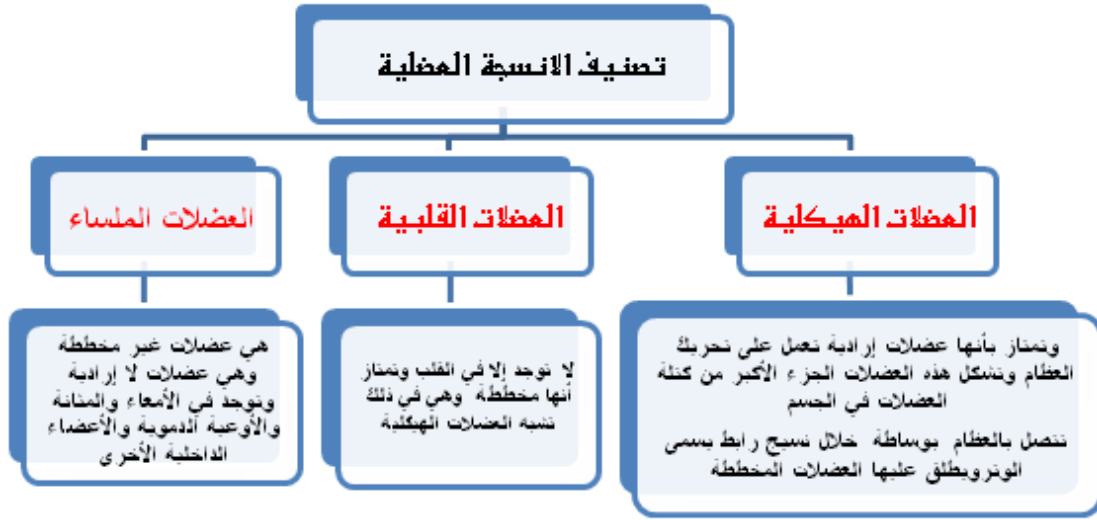 تصنيف الانسجة العضلية
العضلات الهيكلية
العضلات القلبية
العضلات الملساء
وتمتاز بأنها عضلات إرادية تعمل على تحريك
العظام وتشكل هذه العضلات الجزء الأكبر من كتلة
العضلات في الجسم
تتصل بالعظام بوساطة خلال نسيج رابط يسمى
الوتر ويطلق عليها العضلات المخططة
لا توجد إلا في القلب وتمتاز
أنها مخططة وهي في ذلك
تشبه العضلات الهيكلية
هي عضلات غير مخططة
وهي عضلات لا إرادية
وتوجد في الأمعاء والمثانة
والأوعية الدموية والأعضاء
الداخلية الأخرى